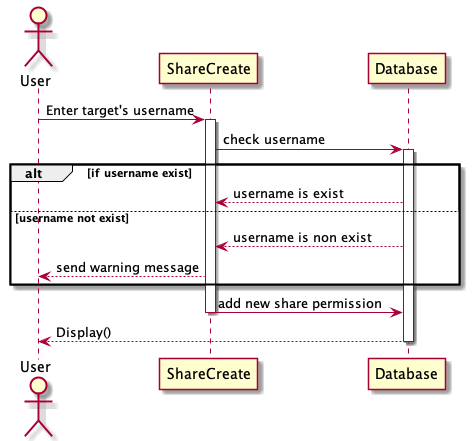 User
ShareCreate
Database
Enter target's username
check username
alt
[if username exist]
username is exist
[username not exist]
username is non exist
send warning message
add new share permission
Display()
User
ShareCreate
Database